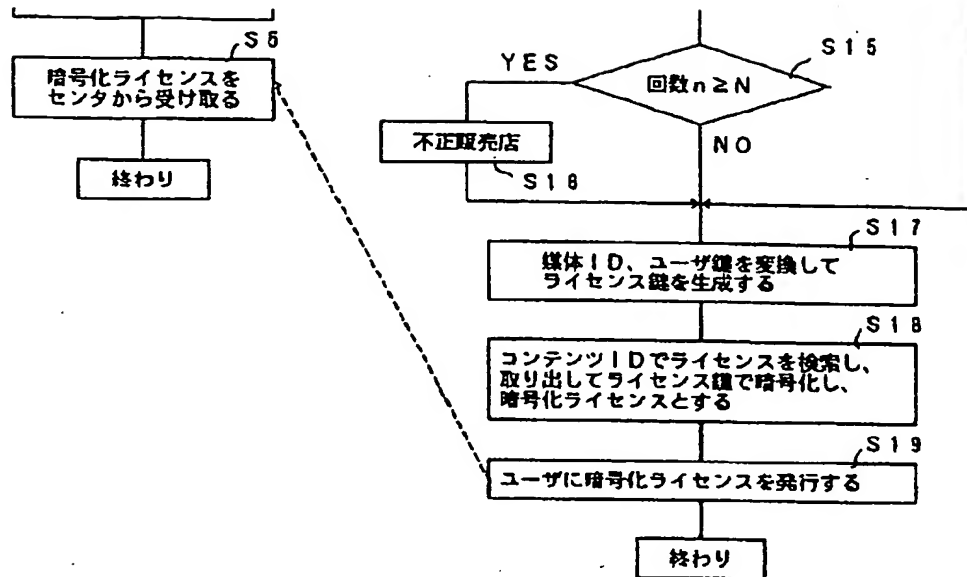 S5
暗号化ライセンスを
センタから受け取る
終わり
S15
YES
回数n≧N
NO
不正販売店
S16
S17
媒体ID、ユーザ鍵を変換して
ライセンス鍵を生成する
S18
コンテンツIDでライセンスを検索し、
取り出してライセンス鍵で暗号化し、
暗号化ライセンスとする
S19
ユーザに暗号化ライセンスを発行する
終わり